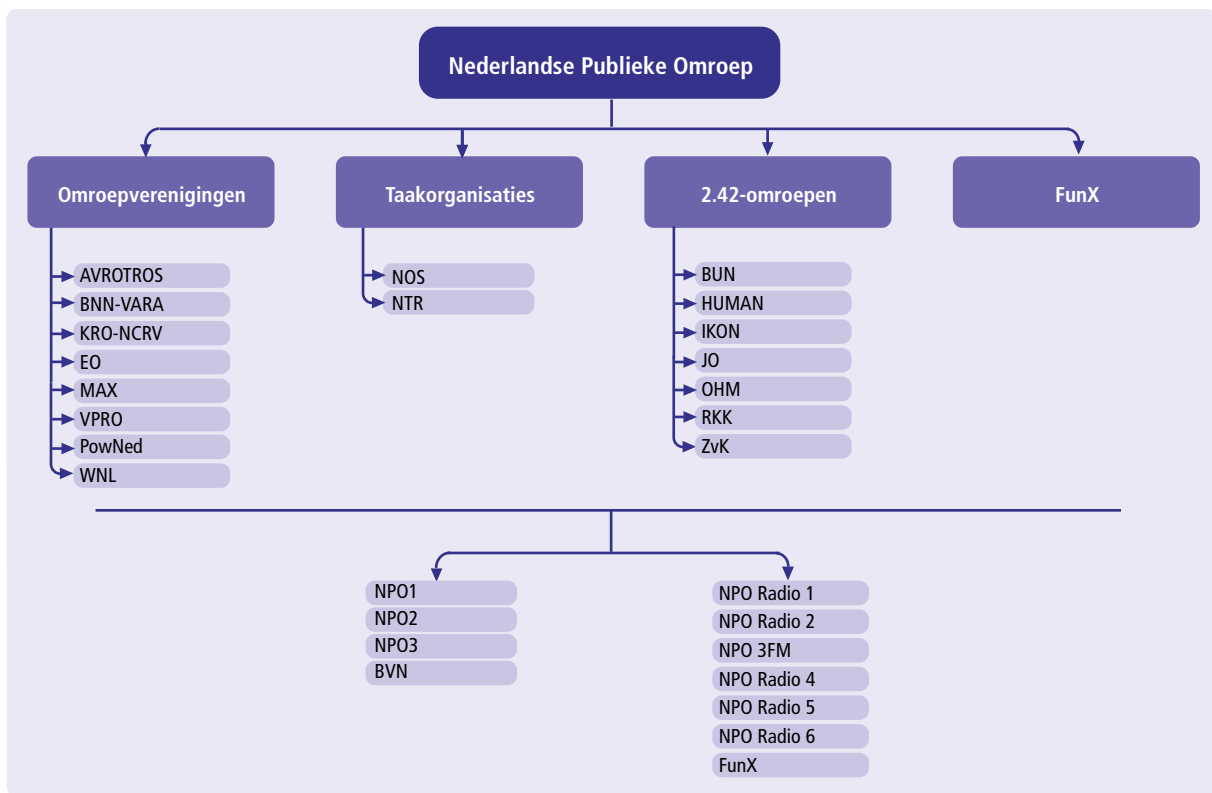 Nederlandse Publieke Omroep
Omroepverenigingen
Taakorganisaties
2.42-omroepen
FunX
AVROTROS
BNN-VARA
KRO-NCRV
EO
MAX
VPRO
PowNed
WNL
NOS
NTR
BUN
HUMAN
IKON
JO
OHM
RKK
ZvK
NPO1
NPO2
NPO3
BVN
NPO Radio 1
NPO Radio 2
NPO 3FM
NPO Radio 4
NPO Radio 5
NPO Radio 6
FunX